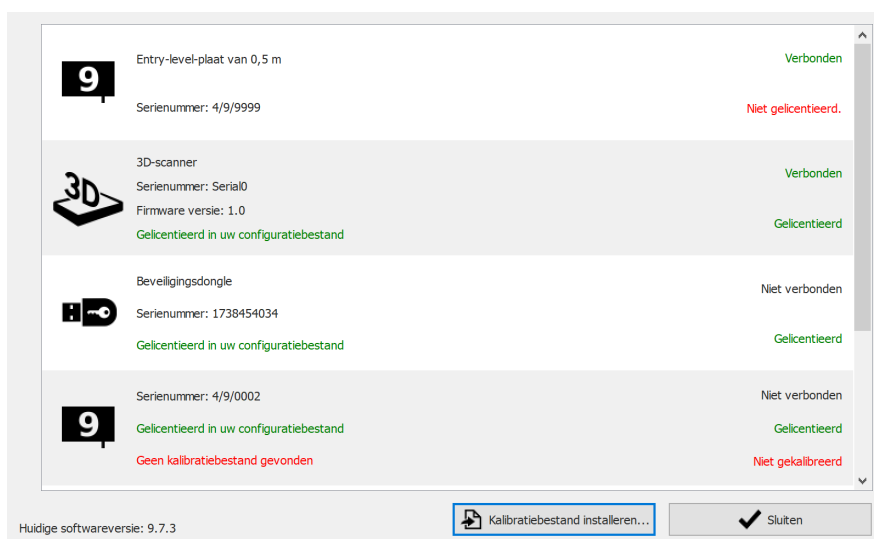 9
Entry-level-plaat van 0,5 m
Verbonden
Serienummer: 4/9/9999
Niet gelicentieerd.
3D
3D-scanner
Serienummer: Serial0
Verbonden
Firmware versie: 1.0
Gelicentieerd
Gelicentieerd in uw configuratiebestand
Beveiligingsdongle
Niet verbonden
Serienummer: 1738454034
Gelicentieerd in uw configuratiebestand
Gelicentieerd
9
Serienummer: 4/9/0002
Niet verbonden
Gelicentieerd in uw configuratiebestand
Gelicentieerd
Geen kalibratiebestand gevonden
Niet gekalibreerd
Huidige softwareversie: 9.7.3
Kalibratiebestand installeren...
Sluiten